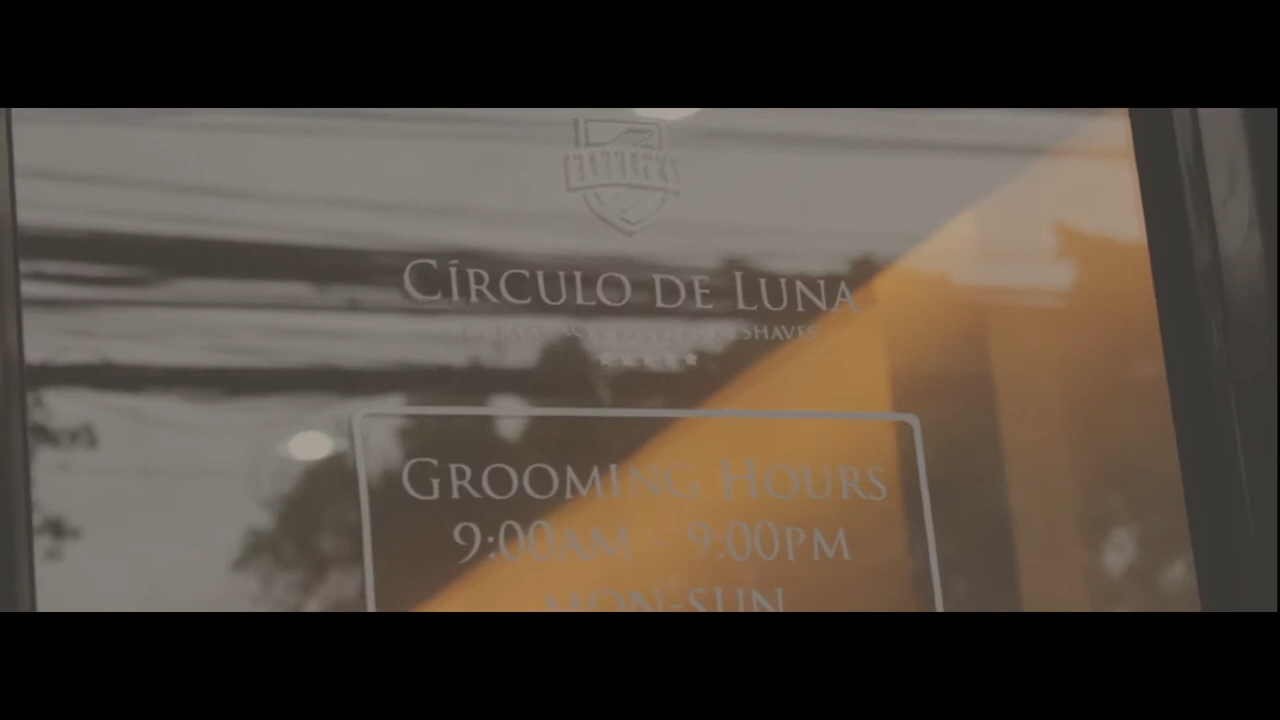 CÍRCULO DE LUNA
SHAVES
GROOMING HOURS
9:00AM - 9:00PM
MON-SUN